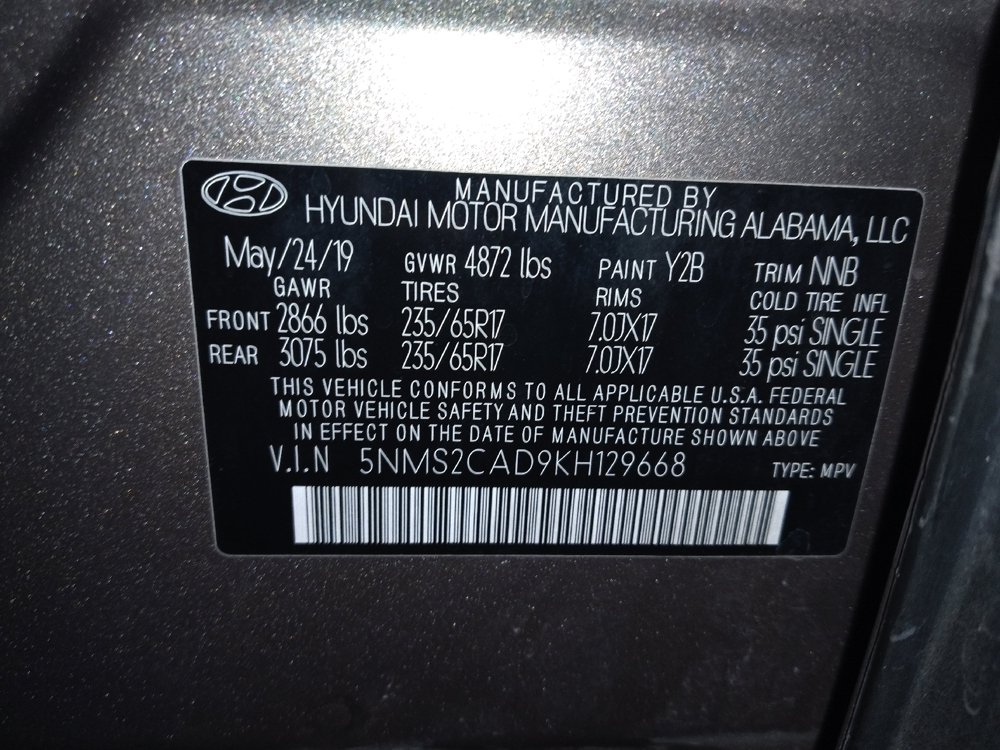 MANUFACTURED BY
HYUNDAI MOTOR MANUFACTURING ALABAMA, LLC
May/24/19 GVWR 4872 lbs PAINT Y2B TRIM NNB
GAWR TIRES RIMS COLD TIRE INFL
FRONT 2866 lbs 235/65R17 7.0JX17 35 psi SINGLE
REAR 3075 lbs 235/65R17 7.0JX17 35 psi SINGLE
THIS VEHICLE CONFORMS TO ALL APPLICABLE U.S.A. FEDERAL
MOTOR VEHICLE SAFETY AND THEFT PREVENTION STANDARDS
IN EFFECT ON THE DATE OF MANUFACTURE SHOWN ABOVE
V.I.N 5NMS2CAD9KH129668 TYPE: MPV